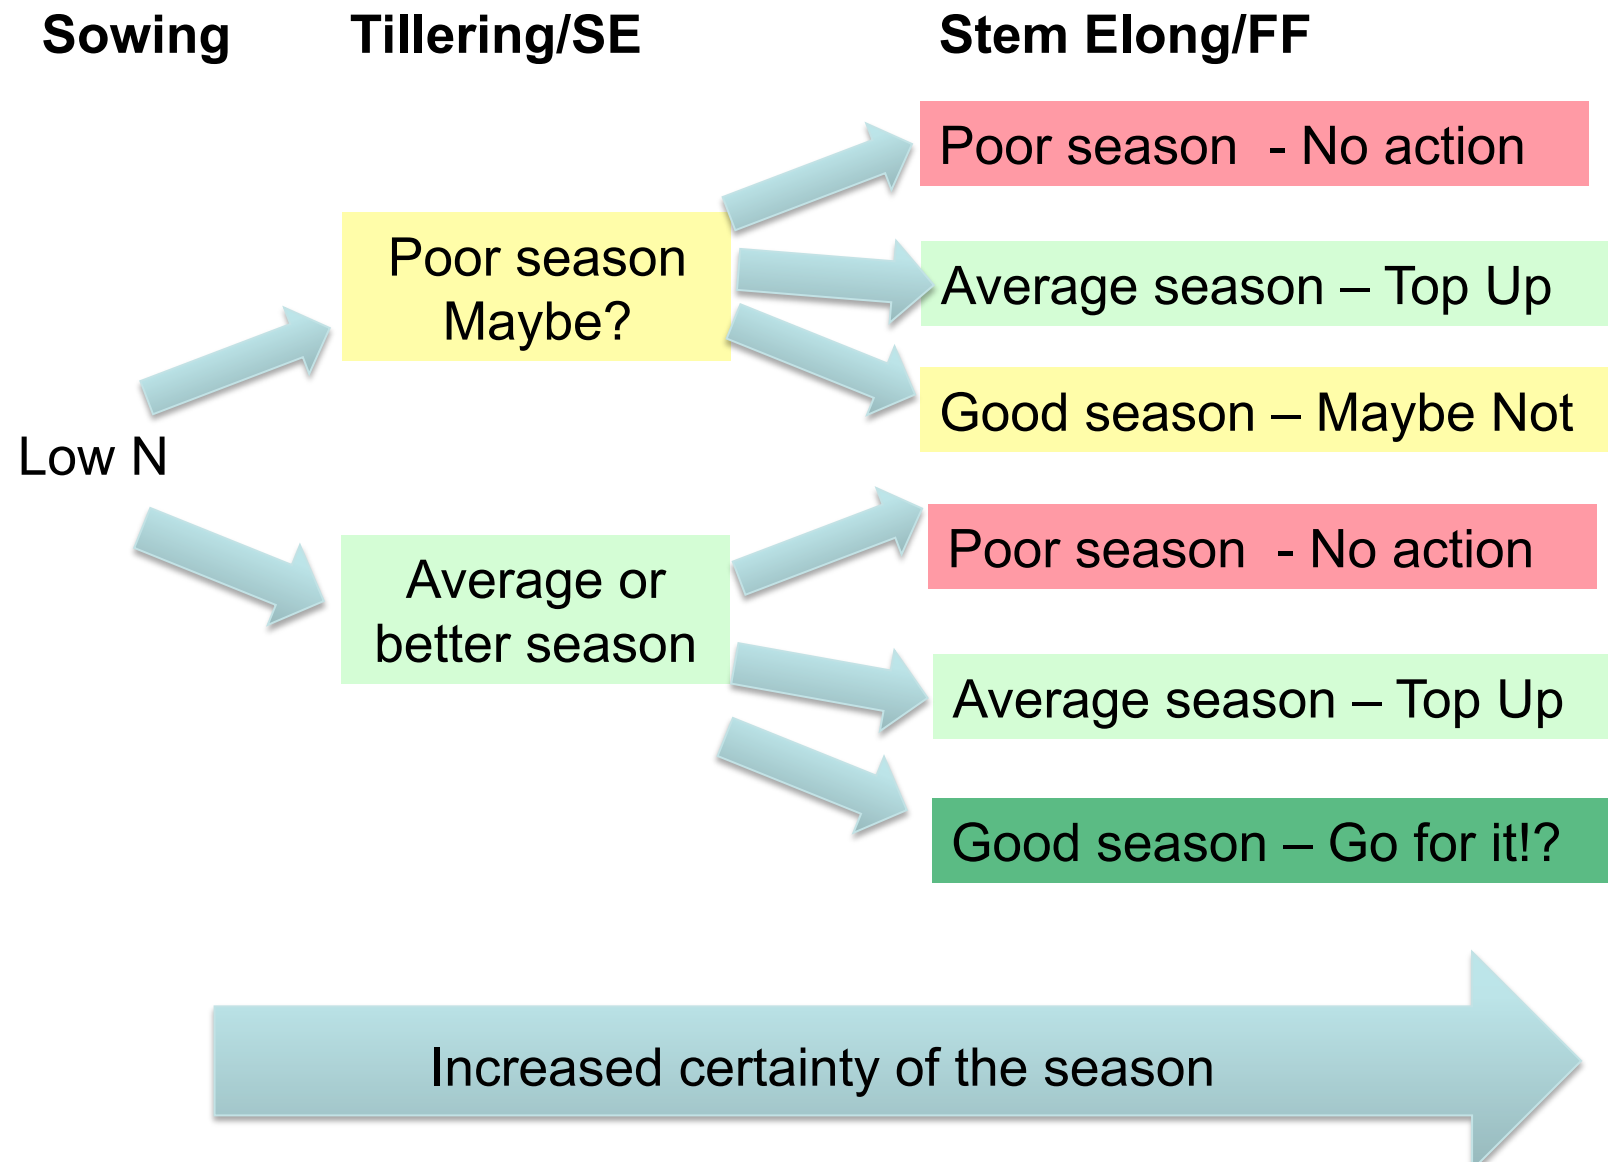 Sowing
Tillering/SE
Stem Elong/FF
Low N
Poor season
Maybe?
Average or
better season
Poor season - No action
Average season – Top Up
Good season – Maybe Not
Poor season - No action
Average season – Top Up
Good season – Go for it!?
Increased certainty of the season